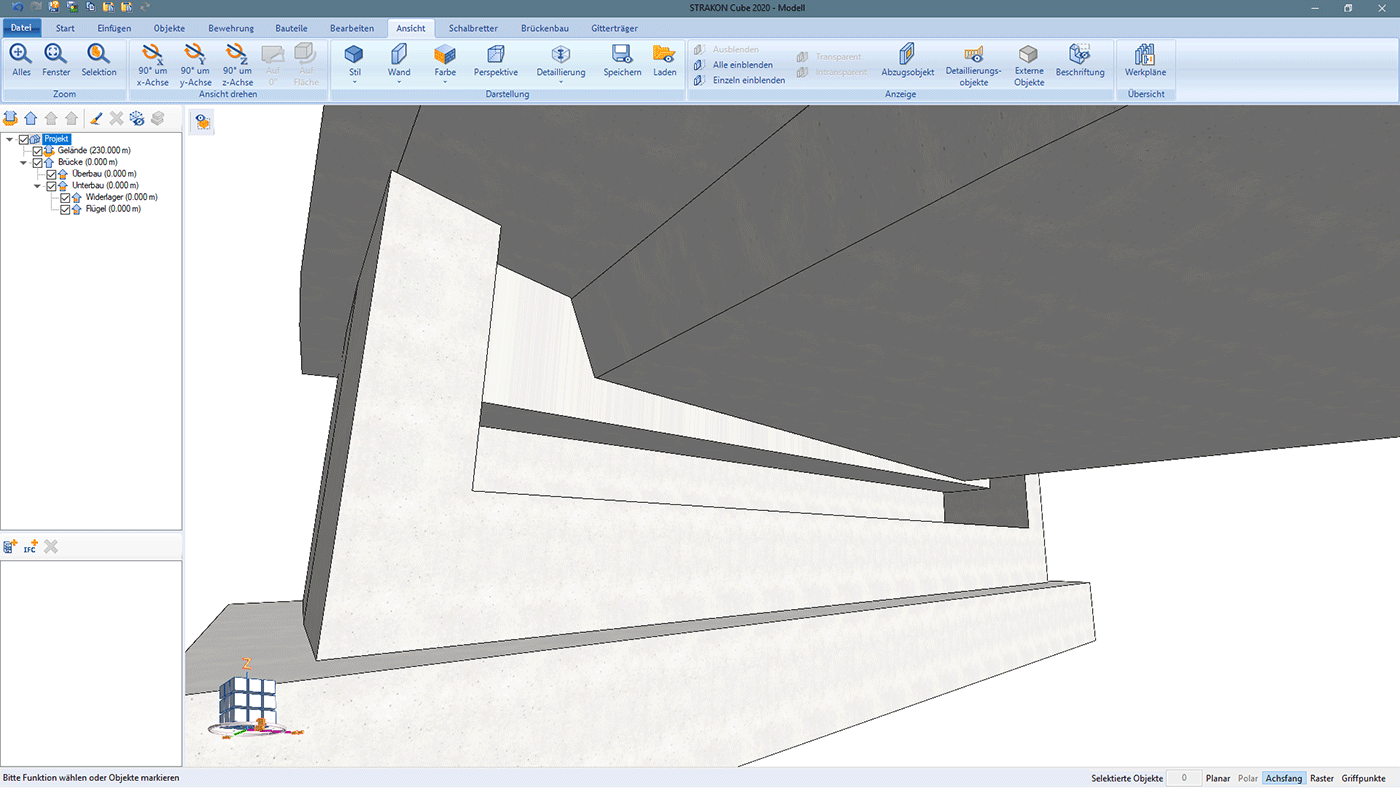 STRAKON Cube 2020 - Modell
Datei Start Einfügen Objekte Bewehrung Bauteile Bearbeiten Ansicht Schalbretter Brückenbau Gitterträger
Alles Fenster Selektion
Zoom
90° um x-Achse 90° um y-Achse 90° um z-Achse Auf 0° Auf Fläche
Ansicht drehen
Stil Wand Farbe Perspektive Detaillierung Speichern Laden
Darstellung
Ausblenden
Alle einblenden
Einzeln einblenden
Transparent
Intransparent
Abzugsobjekt Detaillierungs-objekte Externe Objekte Beschriftung
Anzeige
Werkpläne
Übersicht
Projekt
Gelände (230.000 m)
Brücke (0.000 m)
Überbau (0.000 m)
Unterbau (0.000 m)
Widerlager (0.000 m)
Flügel (0.000 m)
IFC
Z
Bitte Funktion wählen oder Objekte markieren
Selektierte Objekte 0 Planar Polar Achsfang Raster Griffpunkte